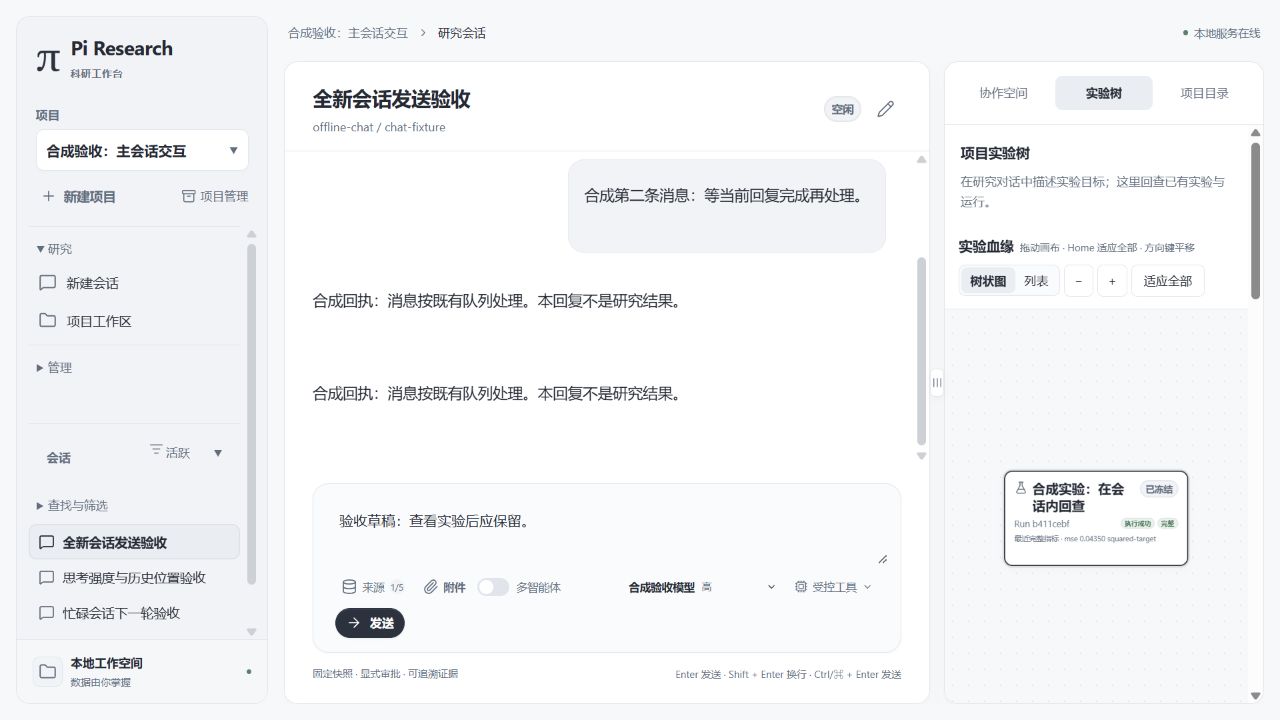 π Pi Research
科研工作台
项目
合成验收：主会话交互 ▼
+ 新建项目 项目管理
▼ 研究
新建会话
项目工作区
▶ 管理
会话 活跃 ▼
▶ 查找与筛选
全新会话发送验收
思考强度与历史位置验收
忙碌会话下一轮验收
本地工作空间
数据由你掌握
合成验收：主会话交互 › 研究会话
本地服务在线
全新会话发送验收
offline-chat / chat-fixture
空闲
合成第二条消息：等当前回复完成再处理。
合成回执：消息按既有队列处理。本回复不是研究结果。
合成回执：消息按既有队列处理。本回复不是研究结果。
验收草稿：查看实验后应保留。
来源 1/5 附件 多智能体 合成验收模型 高 受控工具
→ 发送
固定快照 · 显式审批 · 可追溯证据
Enter 发送 · Shift + Enter 换行 · Ctrl/⌘ + Enter 发送
协作空间 实验树 项目目录
项目实验树
在研究对话中描述实验目标；这里回查已有实验与
运行。
实验血缘 拖动画布 · Home 适应全部 · 方向键平移
树状图 列表 − + 适应全部
合成实验：在会 已冻结
话内回查
Run b411cebf 执行成功 完整
最近完整指标 · mse 0.04350 squared-target